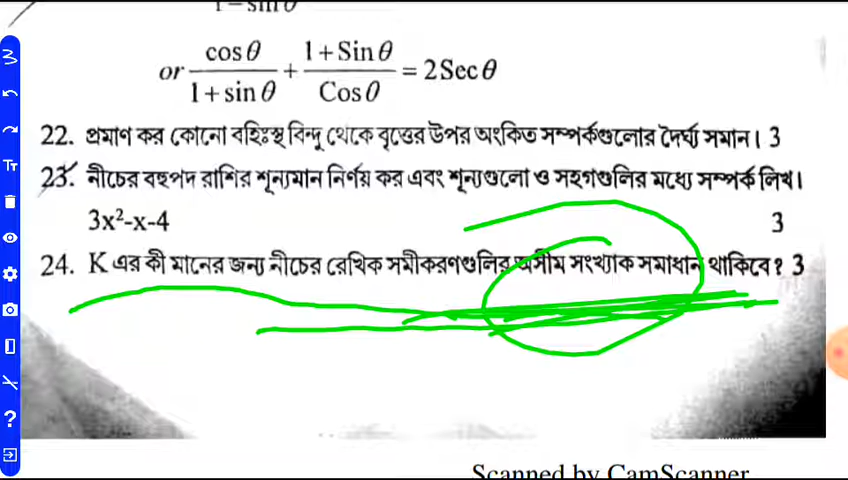 or cosθ/1+sinθ + 1+Sinθ/Cosθ = 2Secθ
22. প্রমাণ কর কোনো বহিঃস্থ বিন্দু থেকে বৃত্তের উপর অংকিত সম্পর্কগুলোর দৈর্ঘ্য সমান। 3
23. নীচের বহুপদ রাশির শূন্যমান নির্ণয় কর এবং শূন্যগুলো ও সহগগুলির মধ্যে সম্পর্ক লিখ।
3x²-x-4 3
24. K এর কী মানের জন্য নীচের রেখিক সমীকরণগুলির অসীম সংখ্যাক সমাধান থাকিবে? 3
Scanned by CamScanner